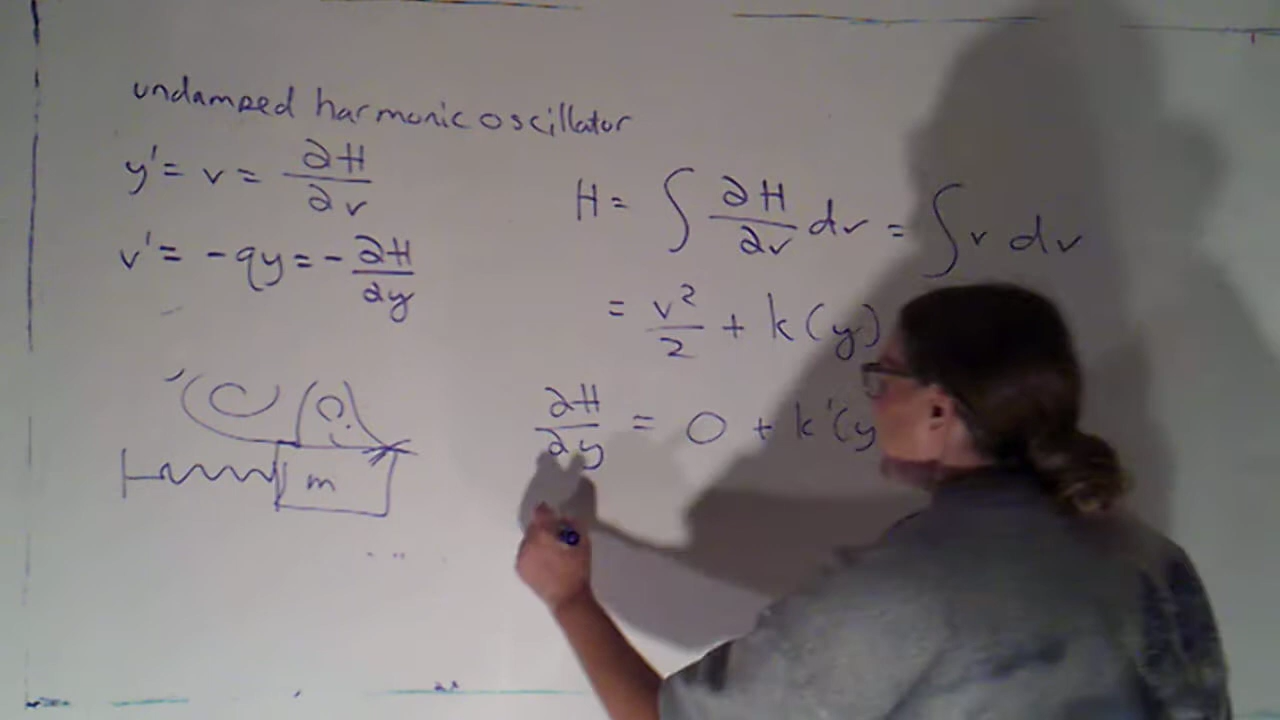 undamped harmonic oscillator
y' = v = ∂H/∂v
v' = -qy = -∂H/∂y
m
H = ∫ ∂H/∂v dv = ∫ v dv
= v²/2 + k(y)
∂H/∂y = 0 + k'(y